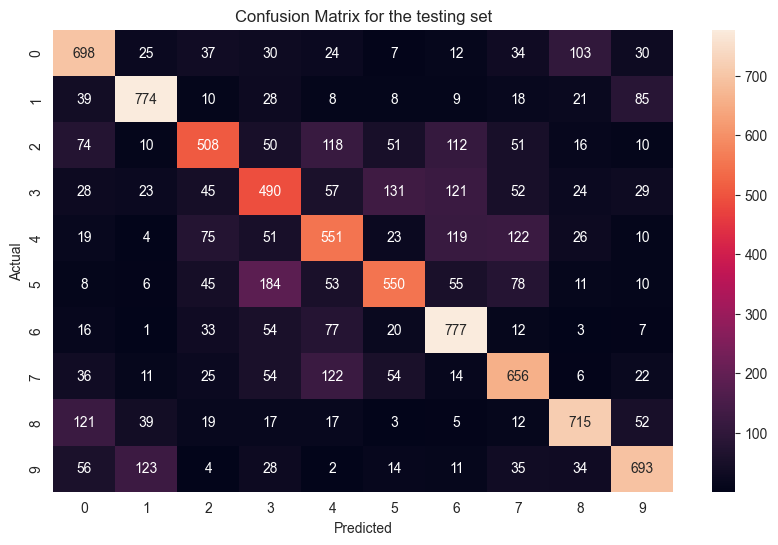 Confusion Matrix for the testing set
0 698 25 37 30 24 7 12 34 103 30
1 39 774 10 28 8 8 9 18 21 85
2 74 10 508 50 118 51 112 51 16 10
3 28 23 45 490 57 131 121 52 24 29
4 19 4 75 51 551 23 119 122 26 10
5 8 6 45 184 53 550 55 78 11 10
6 16 1 33 54 77 20 777 12 3 7
7 36 11 25 54 122 54 14 656 6 22
8 121 39 19 17 17 3 5 12 715 52
9 56 123 4 28 2 14 11 35 34 693
0 1 2 3 4 5 6 7 8 9
Predicted
Actual
700
600
500
400
300
200
100